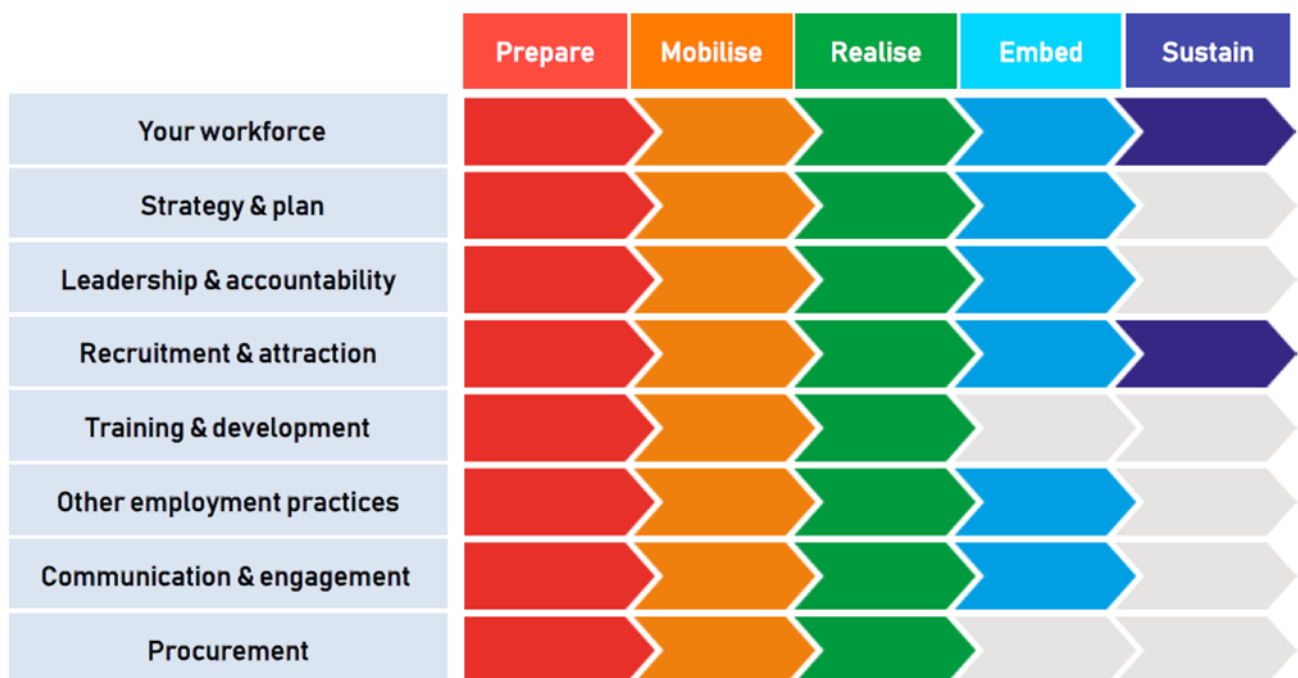 Prepare Mobilise Realise Embed Sustain
Your workforce
Strategy & plan
Leadership & accountability
Recruitment & attraction
Training & development
Other employment practices
Communication & engagement
Procurement